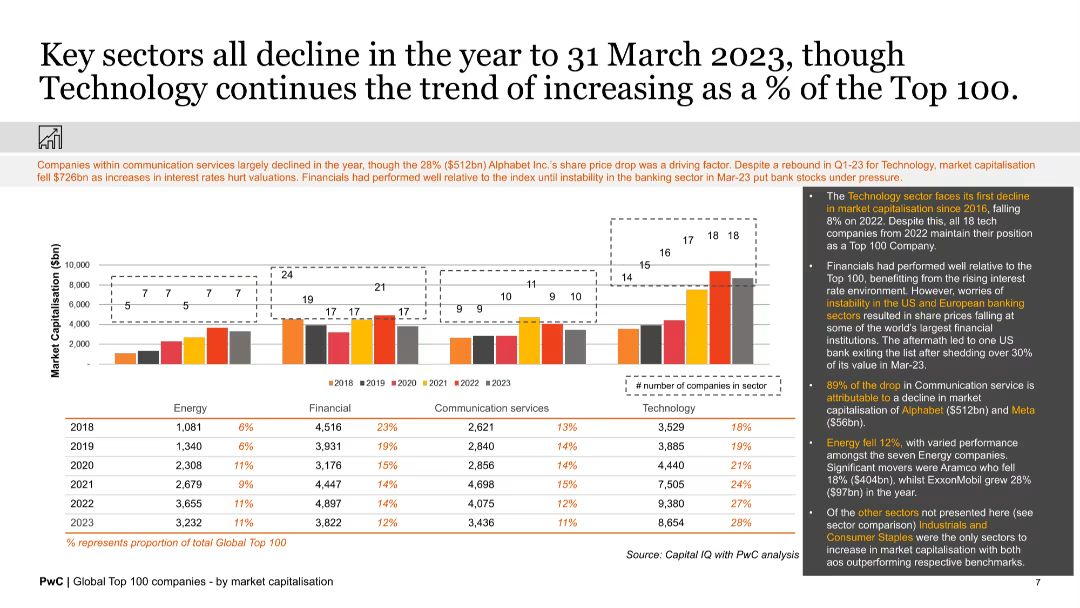 Key sectors all decline in the year to 31 March 2023, though
Technology continues the trend of increasing as a % of the Top 100.
Companies within communication services largely declined in the year, though the 28% ($512bn) Alphabet Inc.'s share price drop was a driving factor. Despite a rebound in Q1-23 for Technology, market capitalisation
fell $726bn as increases in interest rates hurt valuations. Financials had performed well relative to the index until instability in the banking sector in Mar-23 put bank stocks under pressure.
Market Capitalisation ($bn)
10,000
8,000
6,000
4,000
2,000
-
5 7 7 5 7 7
24 19 17 17 21 17
9 9 10 11 9 10
14 15 16 17 18 18
2018 2019 2020 2021 2022 2023
# number of companies in sector
Energy Financial Communication services Technology
2018 1,081 6% 4,516 23% 2,621 13% 3,529 18%
2019 1,340 6% 3,931 19% 2,840 14% 3,885 19%
2020 2,308 11% 3,176 15% 2,856 14% 4,440 21%
2021 2,679 9% 4,447 14% 4,698 15% 7,505 24%
2022 3,655 11% 4,897 14% 4,075 12% 9,380 27%
2023 3,232 11% 3,822 12% 3,436 11% 8,654 28%
% represents proportion of total Global Top 100
Source: Capital IQ with PwC analysis
• The Technology sector faces its first decline
in market capitalisation since 2016, falling
8% on 2022. Despite this, all 18 tech
companies from 2022 maintain their position
as a Top 100 Company.
• Financials had performed well relative to the
Top 100, benefiting from the rising interest
rate environment. However, worries of
instability in the US and European banking
sectors resulted in share prices falling at
some of the world's largest financial
institutions. The aftermath led to one US
bank exiting the list after shedding over 30%
of its value in Mar-23.
• 89% of the drop in Communication service is
attributable to a decline in market
capitalisation of Alphabet ($512bn) and Meta
($56bn).
• Energy fell 12%, with varied performance
amongst the seven Energy companies.
Significant movers were Aramco who fell
18% ($404bn), whilst ExxonMobil grew 28%
($97bn) in the year.
• Of the other sectors not presented here (see
sector comparison) Industrials and
Consumer Staples were the only sectors to
increase in market capitalisation with both
aos outperforming respective benchmarks.
PwC | Global Top 100 companies - by market capitalisation
7